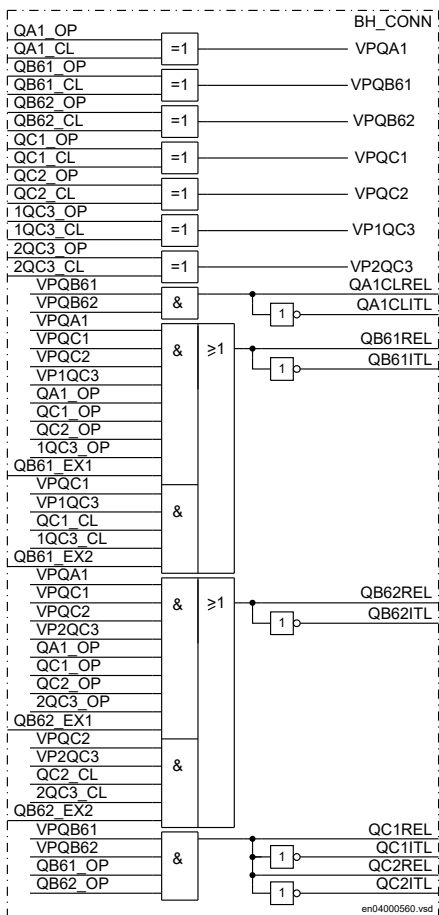 BH_CONN
QA1_OP
QA1_CL
=1
VPQA1
QB61_OP
QB61_CL
=1
VPQB61
QB62_OP
QB62_CL
=1
VPQB62
QC1_OP
QC1_CL
=1
VPQC1
QC2_OP
QC2_CL
=1
VPQC2
1QC3_OP
1QC3_CL
=1
VP1QC3
2QC3_OP
2QC3_CL
=1
VP2QC3
VPQB61
VPQB62
&
QA1CLREL
1
QA1CLITL
VPQA1
VPQC1
VPQC2
VP1QC3
QA1_OP
QC1_OP
QC2_OP
1QC3_OP
QB61_EX1
&
≥1
QB61REL
1
QB61ITL
VPQC1
VP1QC3
QC1_CL
1QC3_CL
QB61_EX2
&
VPQA1
VPQC1
VPQC2
VP2QC3
QA1_OP
QC1_OP
QC2_OP
2QC3_OP
QB62_EX1
&
≥1
QB62REL
1
QB62ITL
VPQC2
VP2QC3
QC2_CL
2QC3_CL
QB62_EX2
&
VPQB61
VPQB62
QB61_OP
QB62_OP
&
QC1REL
1
QC1ITL
QC2REL
1
QC2ITL
en04000560.vsd